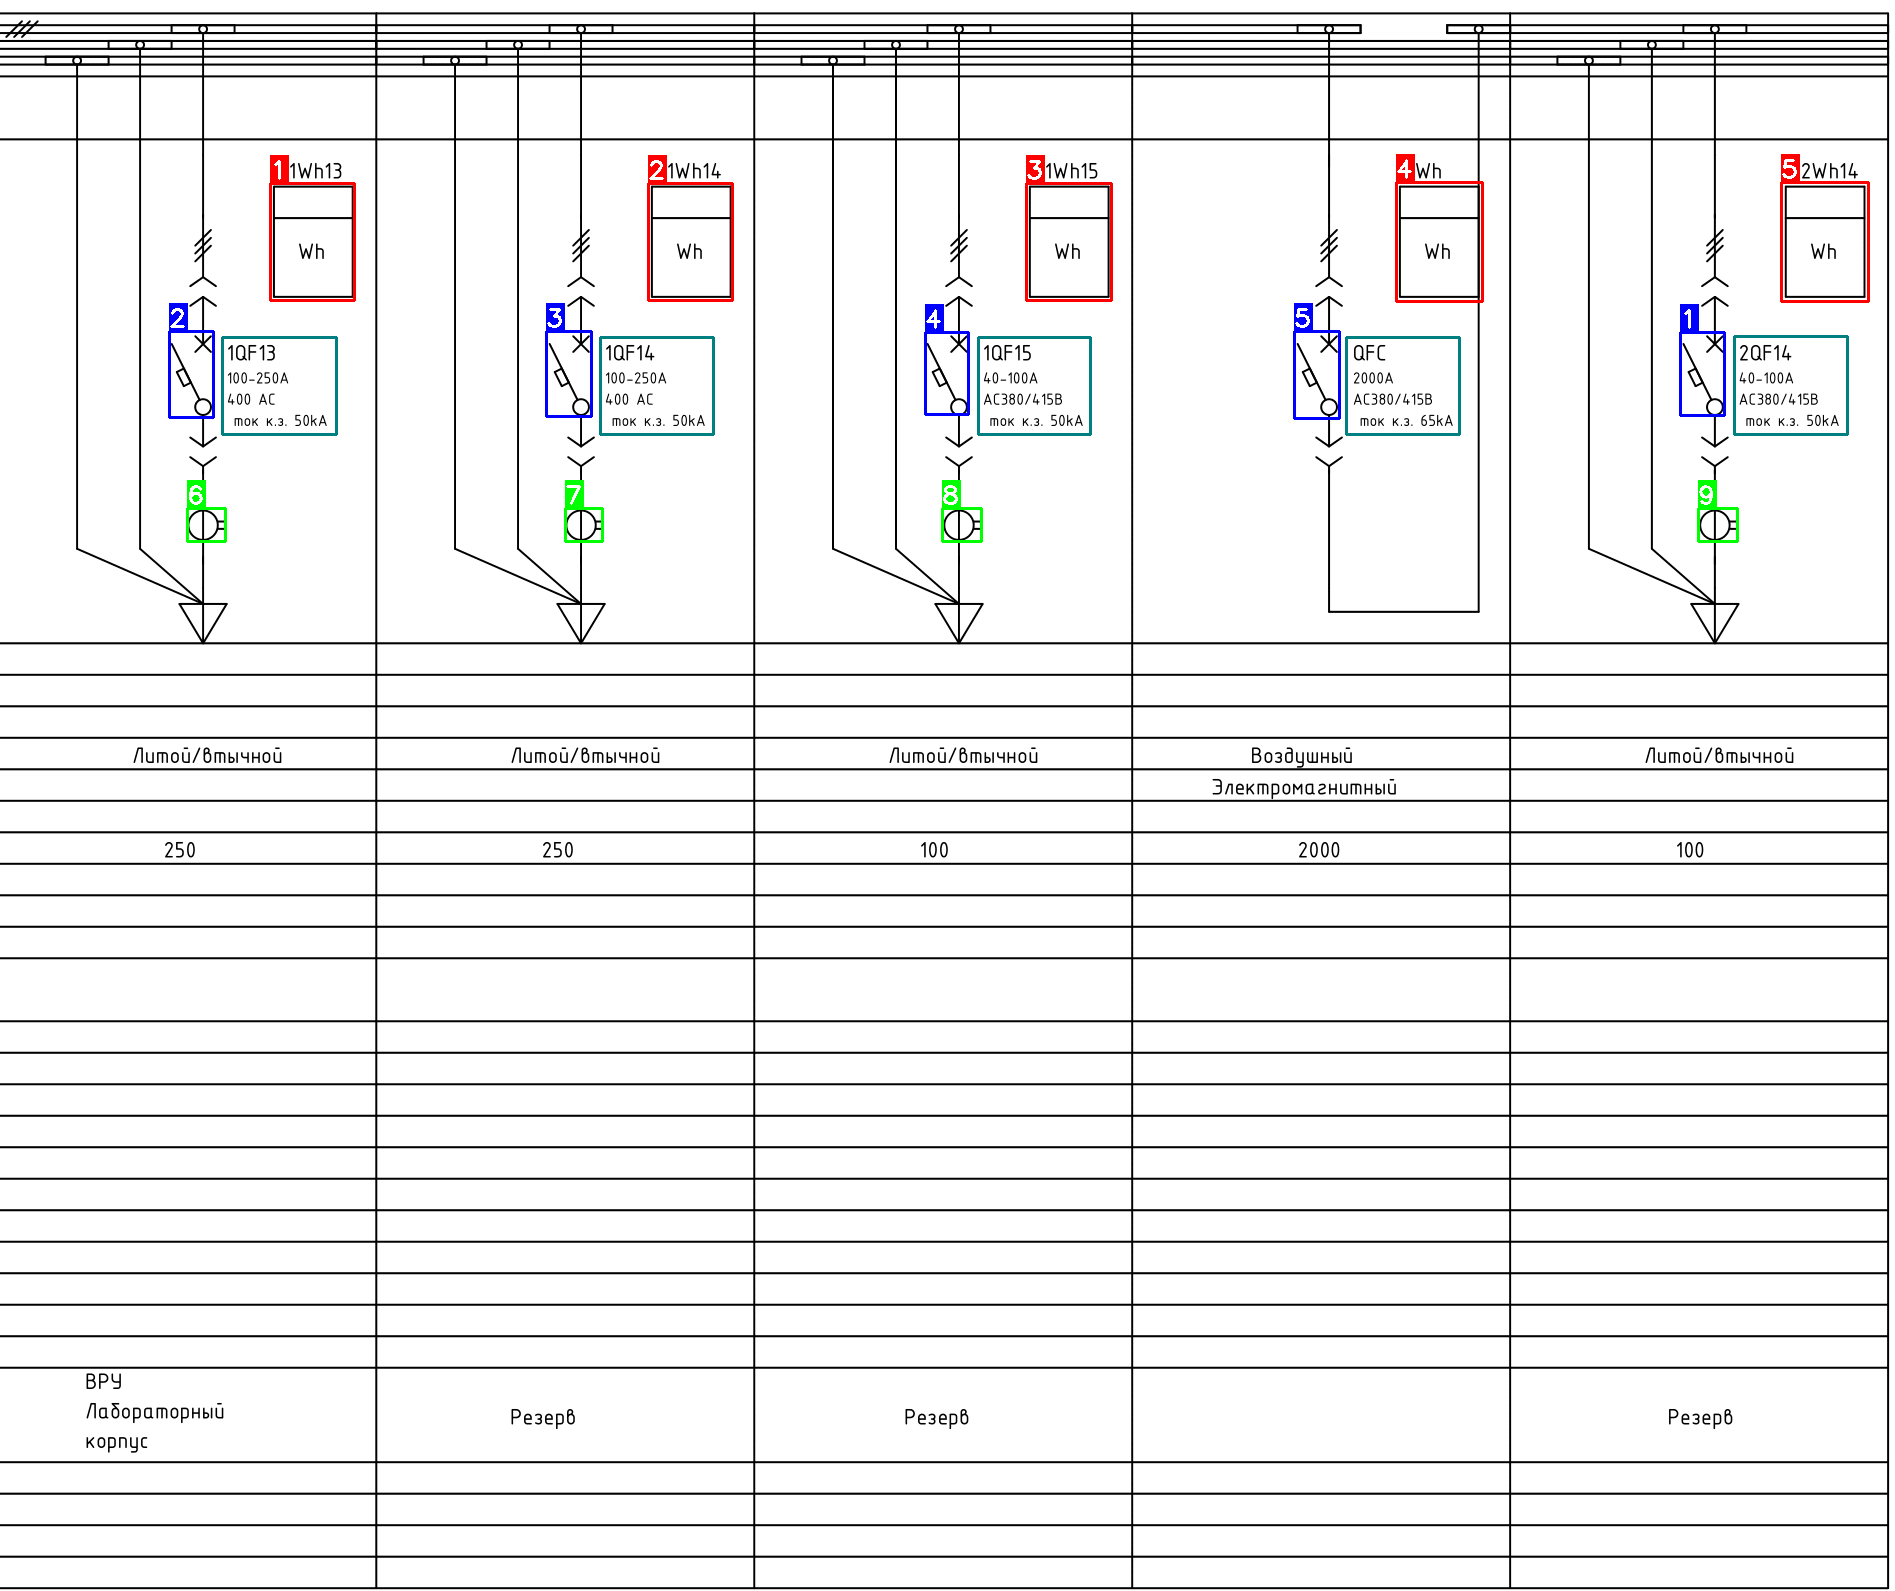 1 1Wh13
2 1Wh14
3 1Wh15
4 Wh
5 2Wh14
Wh
Wh
Wh
Wh
Wh
2
3
4
5
1
1QF13
100-250A
400 AC
ток к.з. 50kA
1QF14
100-250A
400 AC
ток к.з. 50kA
1QF15
40-100A
AC380/415В
ток к.з. 50kA
QFC
2000A
AC380/415В
ток к.з. 65kA
2QF14
40-100A
AC380/415В
ток к.з. 50kA
6
7
8
9
Литой/втычной
Литой/втычной
Литой/втычной
Воздушный
Литой/втычной
Электромагнитный
250
250
100
2000
100
ВРУ
Лабораторный
корпус
Резерв
Резерв
Резерв